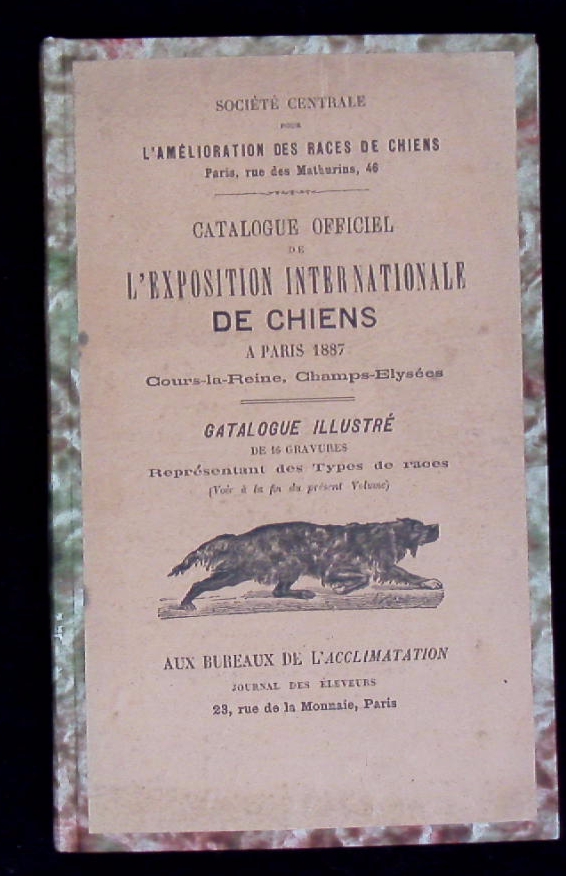 SOCIÉTÉ CENTRALE
POUR
L'AMÉLIORATION DES RACES DE CHIENS
Paris, rue des Mathurins, 46
CATALOGUE OFFICIEL
DE
L'EXPOSITION INTERNATIONALE
DE CHIENS
A PARIS 1887
Cours-la-Reine, Champs-Elysées
CATALOGUE ILLUSTRÉ
DE 16 GRAVURES
Représentant des Types de races
(Voir à la fin du présent Volume)
AUX BUREAUX DE L'ACCLIMATATION
JOURNAL DES ÉLEVEURS
23, rue de la Monnaie, Paris